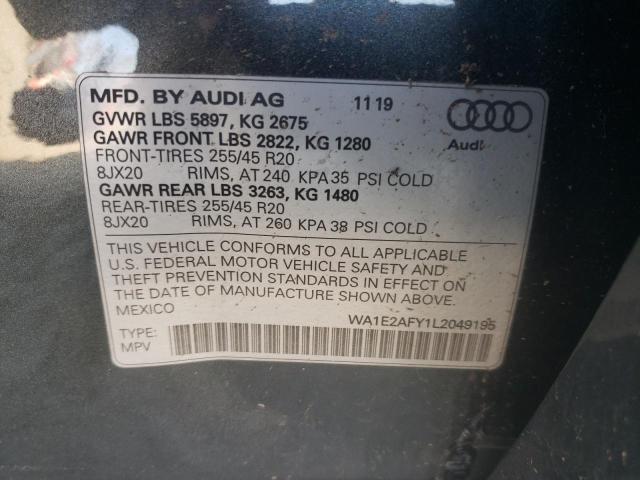 MFD. BY AUDI AG 11 19
GVWR LBS 5897, KG 2675
GAWR FRONT LBS 2822, KG 1280
FRONT-TIRES 255/45 R20
8JX20 RIMS, AT 240 KPA 35 PSI COLD
GAWR REAR LBS 3263, KG 1480
REAR-TIRES 255/45 R20
8JX20 RIMS, AT 260 KPA 38 PSI COLD
Audi
THIS VEHICLE CONFORMS TO ALL APPLICABLE
U.S. FEDERAL MOTOR VEHICLE SAFETY AND
THEFT PREVENTION STANDARDS IN EFFECT ON
THE DATE OF MANUFACTURE SHOWN ABOVE.
MEXICO
WA1E2AFY1L2049195
TYPE:
MPV